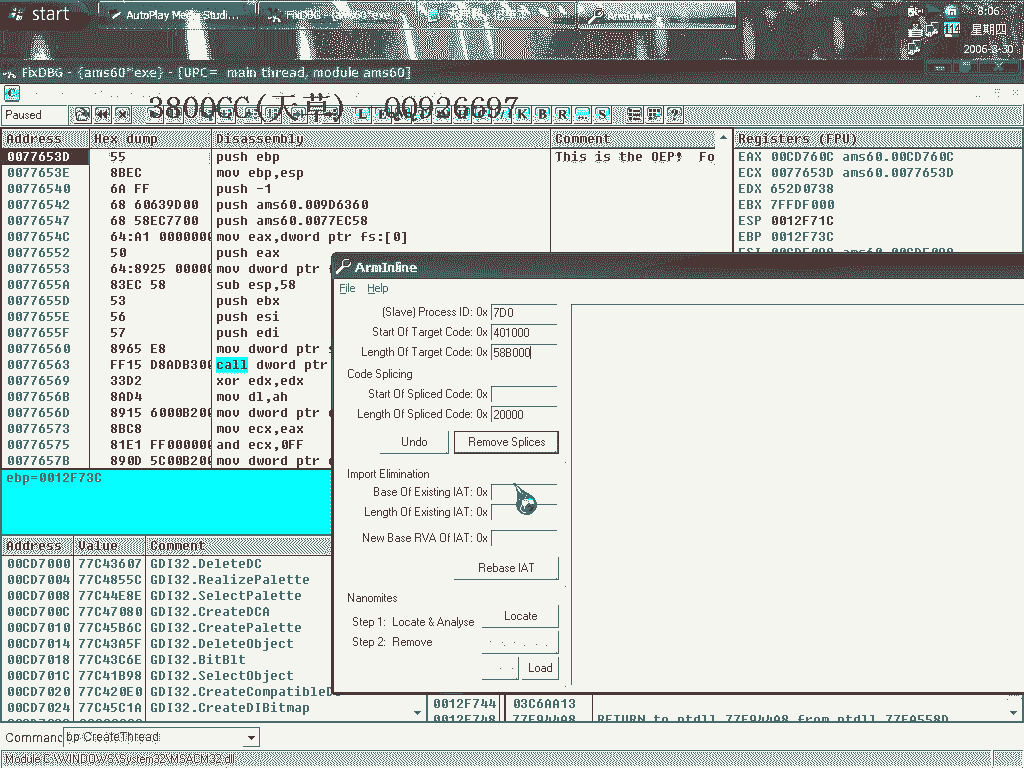 start
AutoPlay Media Studi...
FixDBG - {ams60*exe
ArmInline
8:06
114
星期四
2006-3-30
FixDBG - {ams60*exe} - [UPC= main thread, module ams60]
C
3800CC(天草) 00926697
Paused
K B R S ?
Address Hex dump Disassembly Comment Registers (FPU)
0077653D 55 push ebp This is the OEP! Fo EAX 00CD760C ams60.00CD760C
0077653E 8BEC mov ebp,esp ECX 0077653D ams60.0077653D
00776540 6A FF push -1 EDX 652D0738
00776542 68 60639D00 push ams60.009D6360 EBX 7FFDF000
00776547 68 58EC7700 push ams60.0077EC58 ESP 0012F71C
0077654C 64:A1 0000000 mov eax,dword ptr fs:[0] EBP 0012F73C
00776552 50 push eax
00776553 64:8925 00000 mov dword ptr
0077655A 83EC 58 sub esp,58
0077655D 53 push ebx
0077655E 56 push esi
0077655F 57 push edi
00776560 8965 E8 mov dword ptr
00776563 FF15 D8ADB300 call dword ptr
00776569 33D2 xor edx,edx
0077656B 8AD4 mov dl,ah
0077656D 8915 6000B200 mov dword ptr
00776573 8BC8 mov ecx,eax
00776575 81E1 FF000000 and ecx,0FF
0077657B 890D 5C00B200 mov dword ptr
ebp=0012F73C
Address Value Comment
00CD7000 77C43607 GDI32.DeleteDC
00CD7004 77C4855C GDI32.RealizePalette
00CD7008 77C44E8E GDI32.SelectPalette
00CD700C 77C47080 GDI32.CreateDCA
00CD7010 77C45B6C GDI32.CreatePalette
00CD7014 77C43A5F GDI32.DeleteObject
00CD7018 77C43C6E GDI32.BitBlt
00CD701C 77C41B98 GDI32.SelectObject
00CD7020 77C420E0 GDI32.CreateCompatibleD
00CD7024 77C45C1A GDI32.CreateDIBitmap
ArmInline
File Help
(Slave) Process ID: 0x 7D0
Start Of Target Code: 0x 401000
Length Of Target Code: 0x 58B000
Code Splicing
Start Of Spliced Code: 0x
Length Of Spliced Code: 0x 20000
Undo Remove Splices
Import Elimination
Base Of Existing IAT: 0x
Length Of Existing IAT: 0x
New Base RVA Of IAT: 0x
Rebase IAT
Nanomites
Step 1: Locate & Analyse Locate
Step 2: Remove
Load
0012F744 03C6AA13
0012F748 77F944A8 RETURN to ntdll.77F944A8 from ntdll.77FA558D
Command bp CreateThread
Module C:\WINDOWS\System32\MSACM32.dll